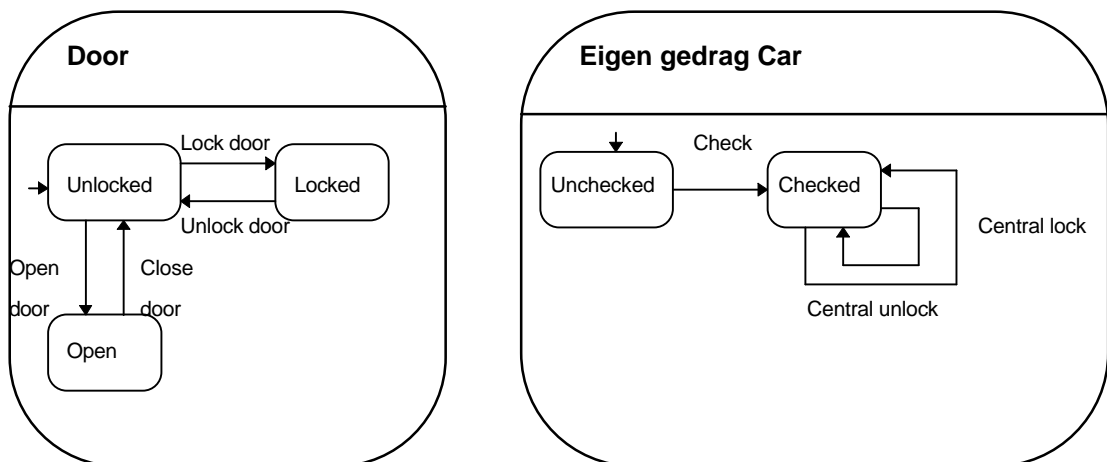 Door
Lock door
Unlocked
Locked
Unlock door
Open
door
Close
door
Open
Eigen gedrag Car
Check
Unchecked
Checked
Central lock
Central unlock